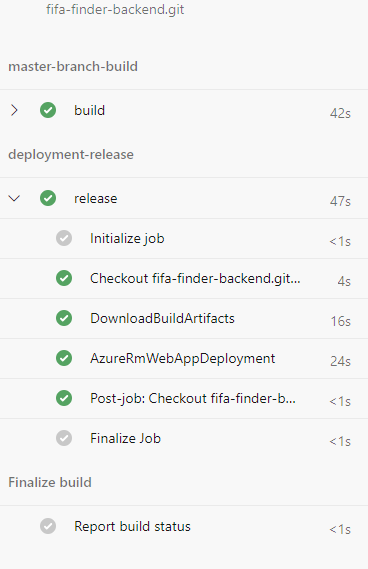 fifa-finder-backend.git
master-branch-build
build 42s
deployment-release
release 47s
Initialize job <1s
Checkout fifa-finder-backend.git... 4s
DownloadBuildArtifacts 16s
AzureRmWebAppDeployment 24s
Post-job: Checkout fifa-finder-b... <1s
Finalize Job <1s
Finalize build
Report build status <1s